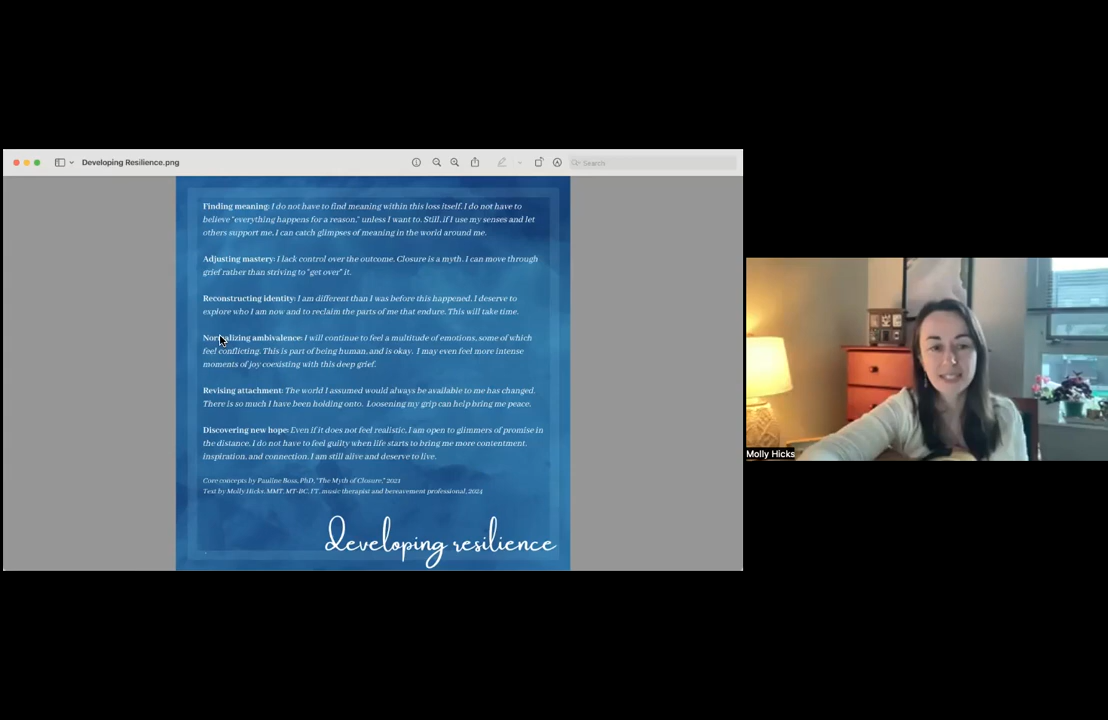 Developing Resilience.png
Search
Finding meaning: I do not have to find meaning within this loss itself. I do not have to
believe "everything happens for a reason," unless I want to. Still, if I use my senses and let
others support me, I can catch glimpses of meaning in the world around me.
Adjusting mastery: I lack control over the outcome. Closure is a myth. I can move through
grief rather than striving to "get over" it.
Reconstructing identity: I am different than I was before this happened. I deserve to
explore who I am now and to reclaim the parts of me that endure. This will take time.
Normalizing ambivalence: I will continue to feel a multitude of emotions, some of which
feel conflicting. This is part of being human, and is okay. I may even feel more intense
moments of joy coexisting with this deep grief.
Revising attachment: The world I assumed would always be available to me has changed.
There is so much I have been holding onto. Loosening my grip can help bring me peace.
Discovering new hope: Even if it does not feel realistic, I am open to glimmers of promise in
the distance. I do not have to feel guilty when life starts to bring me more contentment,
inspiration, and connection. I am still alive and deserve to live.
Core concepts by Pauline Boss, PhD, "The Myth of Closure," 2021
Text by Molly Hicks, MMT, MT-BC, FT, music therapist and bereavement professional, 2024
developing resilience
Molly Hicks